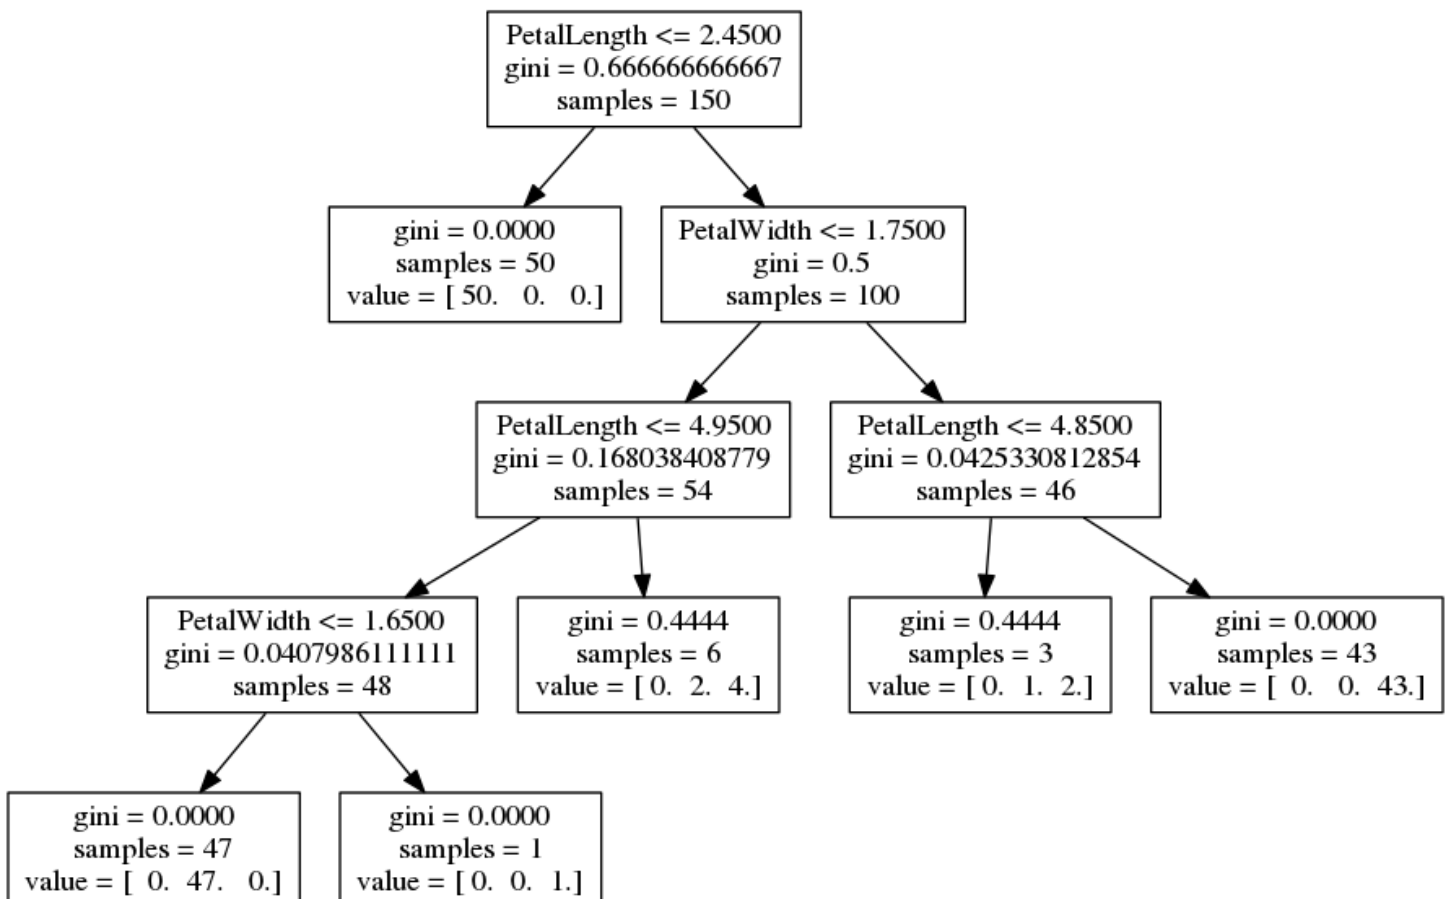 PetalLength <= 2.4500
gini = 0.666666666667
samples = 150
gini = 0.0000
samples = 50
value = [ 50. 0. 0.]
PetalWidth <= 1.7500
gini = 0.5
samples = 100
PetalLength <= 4.9500
gini = 0.168038408779
samples = 54
PetalLength <= 4.8500
gini = 0.0425330812854
samples = 46
PetalWidth <= 1.6500
gini = 0.0407986111111
samples = 48
gini = 0.4444
samples = 6
value = [ 0. 2. 4.]
gini = 0.4444
samples = 3
value = [ 0. 1. 2.]
gini = 0.0000
samples = 43
value = [ 0. 0. 43.]
gini = 0.0000
samples = 47
value = [ 0. 47. 0.]
gini = 0.0000
samples = 1
value = [ 0. 0. 1.]